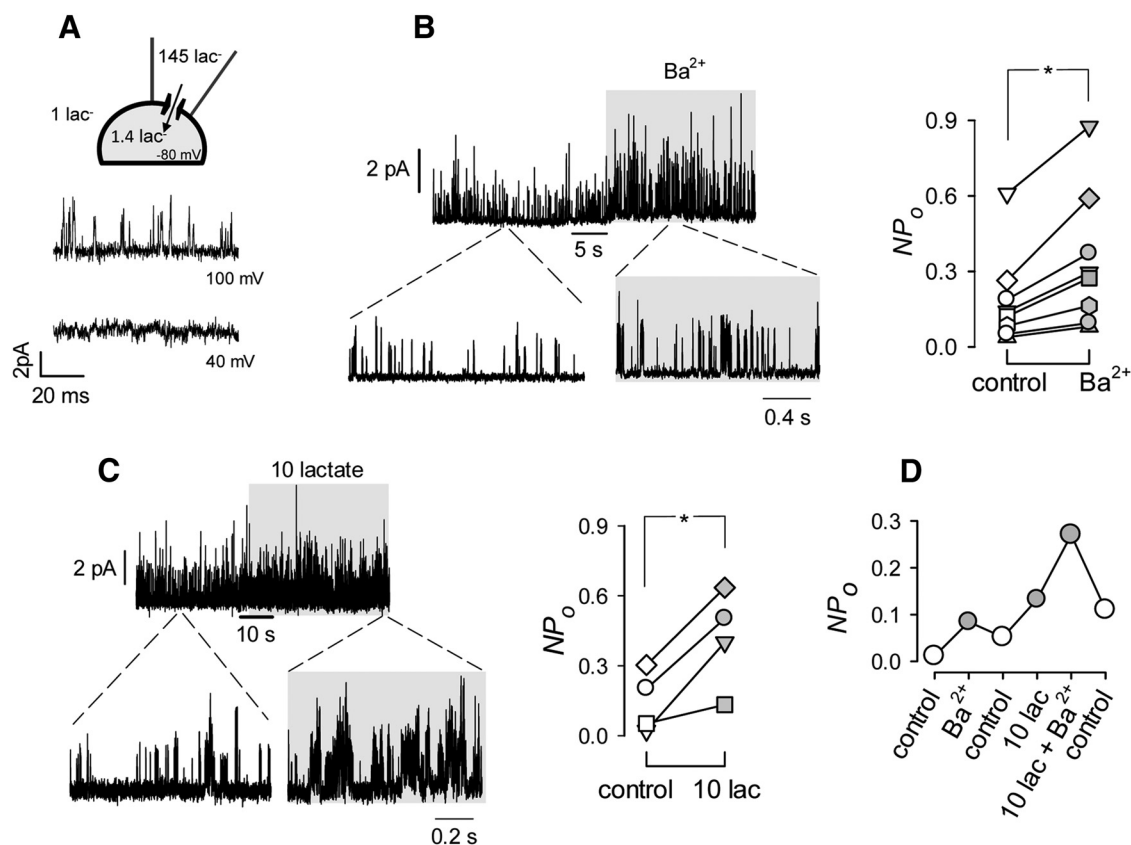 A
145 lac⁻
1 lac⁻
1.4 lac⁻
-80 mV
100 mV
40 mV
2pA
20 ms
B
Ba²⁺
2 pA
5 s
0.4 s
*
NPo
0.9
0.6
0.3
0.0
control Ba²⁺
C
10 lactate
2 pA
10 s
0.2 s
*
NPo
0.9
0.6
0.3
0.0
control 10 lac
D
NPo
0.3
0.2
0.1
0.0
control
Ba²⁺
control
10 lac
10 lac + Ba²⁺
control